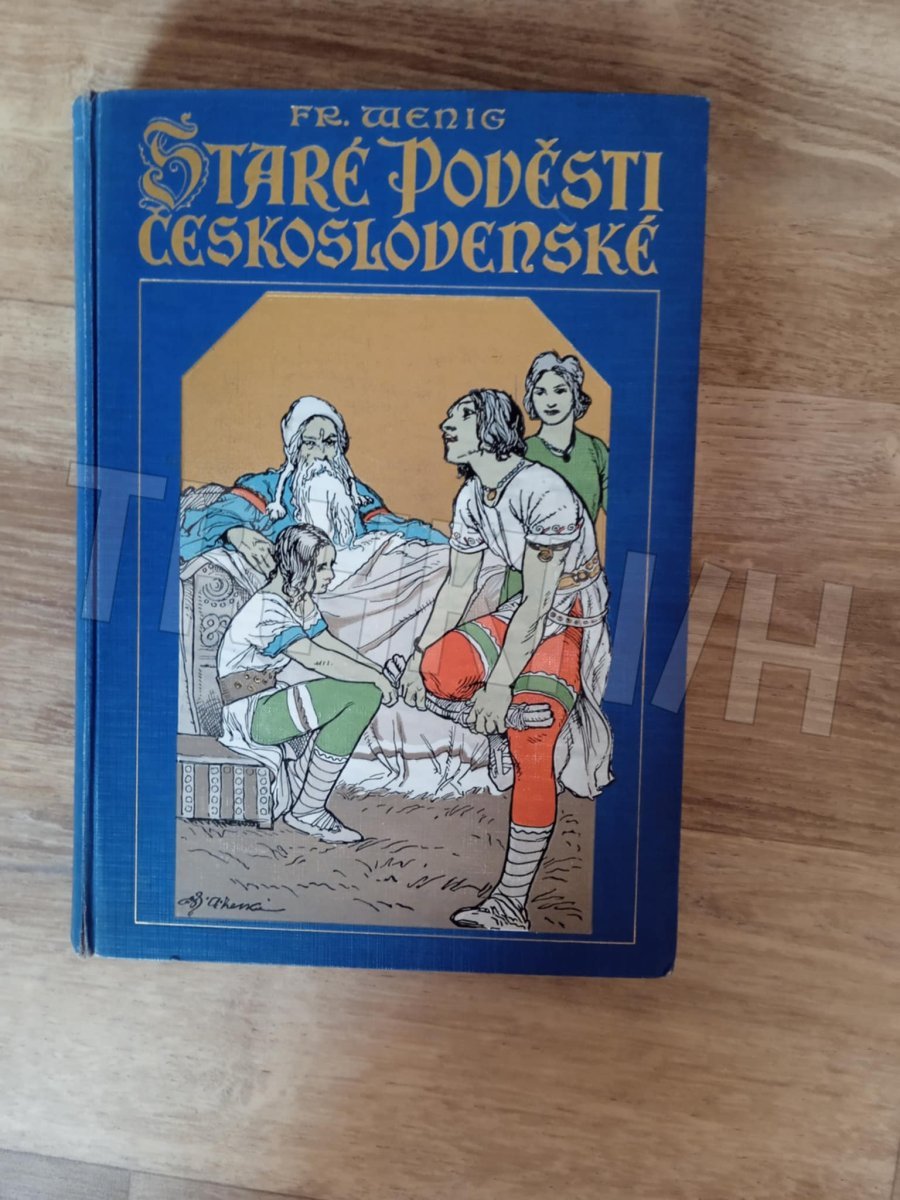 FR. WENIG
STARÉ POVĚSTI
ČESKOSLOVENSKÉ